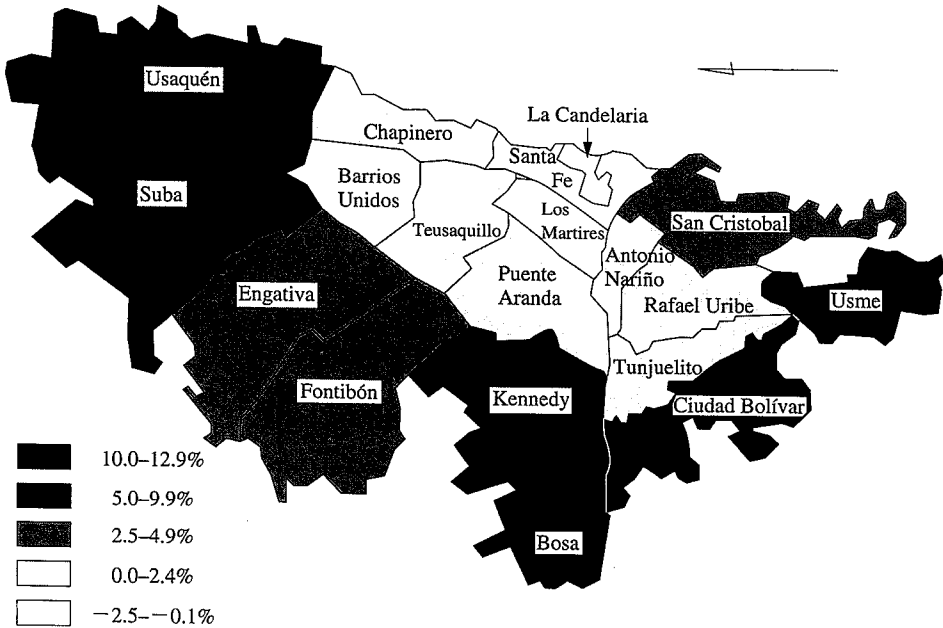 Usaquén
La Candelaria
Chapinero
Santa
Fe
Barrios
Unidos
Suba
Los
Martires
San Cristobal
Teusaquillo
Antonio
Nariño
Puente
Aranda
Engativa
Rafael Uribe
Usme
Tunjuelito
Fontibón
Kennedy
Ciudad Bolívar
Bosa
10.0–12.9%
5.0–9.9%
2.5–4.9%
0.0–2.4%
−2.5–−0.1%